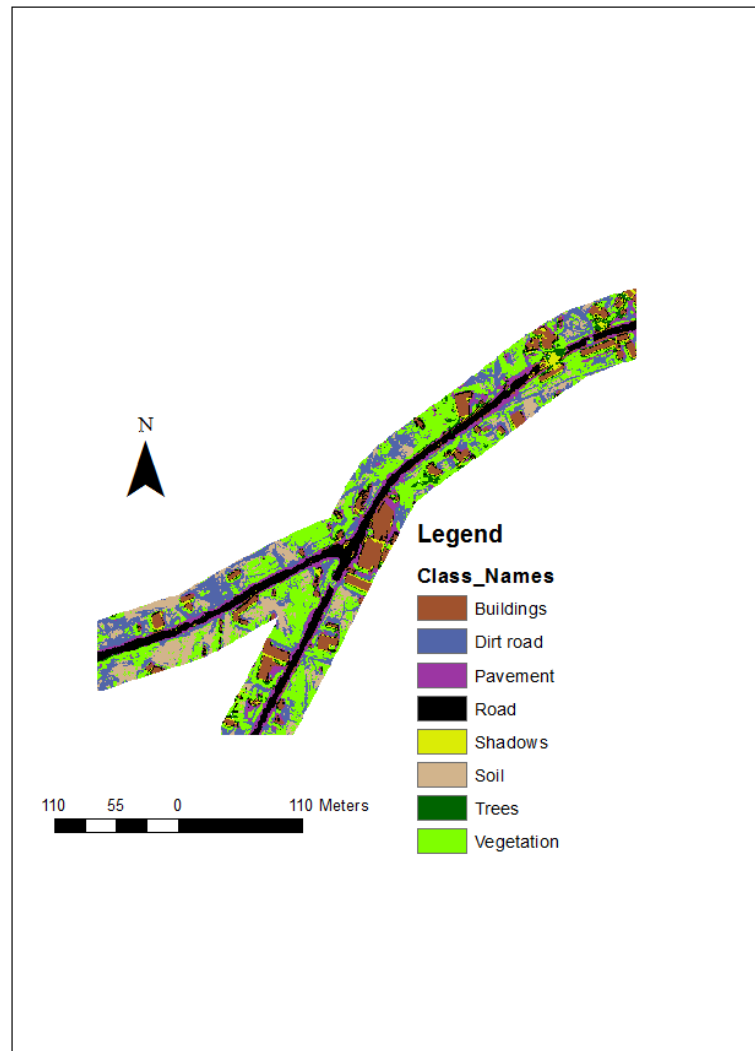 N
Legend
Class_Names
Buildings
Dirt road
Pavement
Road
Shadows
Soil
Trees
Vegetation
110 55 0 110 Meters